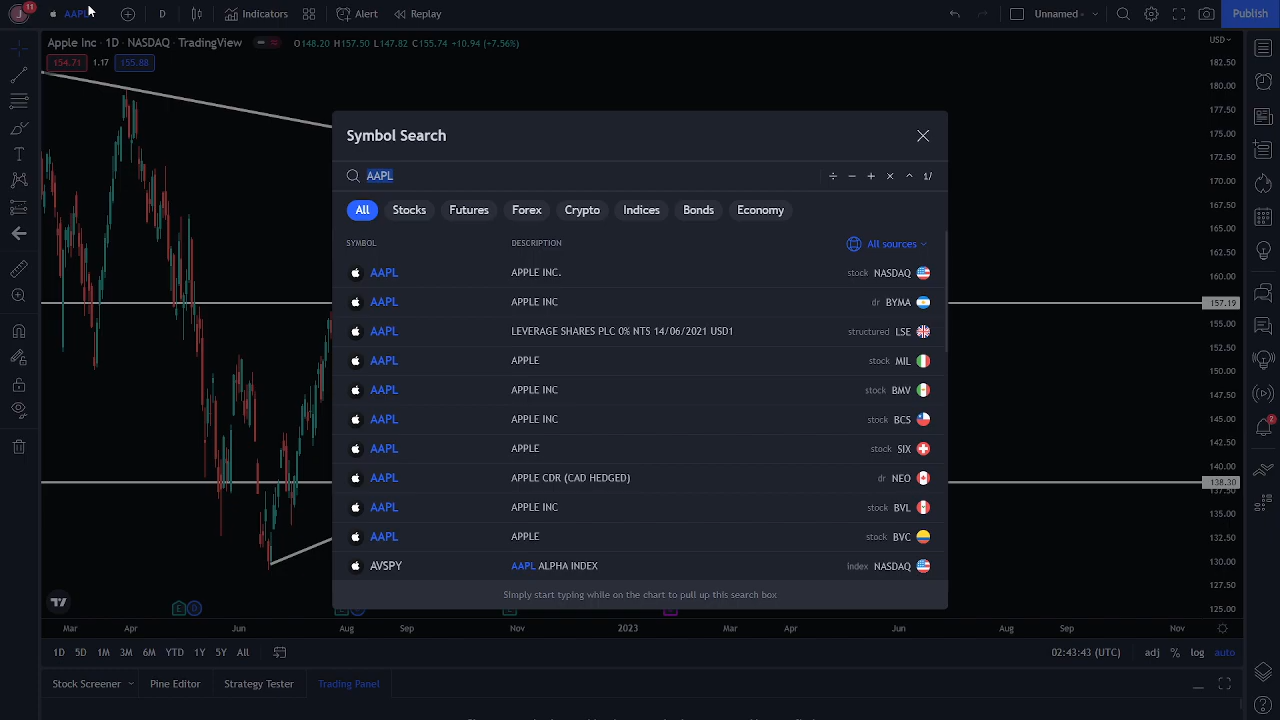 J 11 AAPL D Indicators Alert Replay Unnamed Publish
Apple Inc · 1D · NASDAQ · TradingView O148.20 H157.50 L147.82 C155.74 +10.94 (+7.56%) USD
154.71 1.17 155.88
182.50
180.00
177.50
175.00
172.50
170.00
167.50
165.00
162.50
160.00
157.19
155.00
152.50
150.00
147.50
145.00
142.50
140.00
138.30
137.50
135.00
132.50
130.00
127.50
125.00
Symbol Search
AAPL ÷ − + × ^ 1/
All Stocks Futures Forex Crypto Indices Bonds Economy
SYMBOL DESCRIPTION All sources
AAPL APPLE INC. stock NASDAQ
AAPL APPLE INC dr BYMA
AAPL LEVERAGE SHARES PLC 0% NTS 14/06/2021 USD1 structured LSE
AAPL APPLE stock MIL
AAPL APPLE INC stock BMV
AAPL APPLE INC stock BCS
AAPL APPLE stock SIX
AAPL APPLE CDR (CAD HEDGED) dr NEO
AAPL APPLE INC stock BVL
AAPL APPLE stock BVC
AVSPY AAPL ALPHA INDEX index NASDAQ
Simply start typing while on the chart to pull up this search box
E D
Mar Apr Jun Aug Sep Nov 2023 Mar Apr Jun Aug Sep Nov
1D 5D 1M 3M 6M YTD 1Y 5Y All 02:43:43 (UTC) adj % log auto
Stock Screener Pine Editor Strategy Tester Trading Panel
2